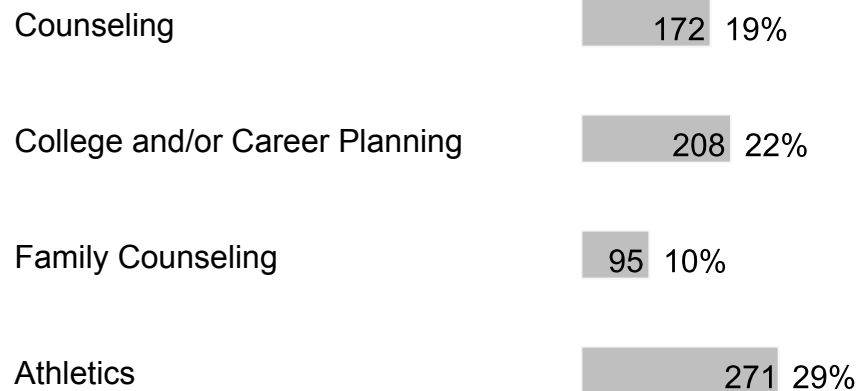 Counseling 172 19%
College and/or Career Planning 208 22%
Family Counseling 95 10%
Athletics 271 29%